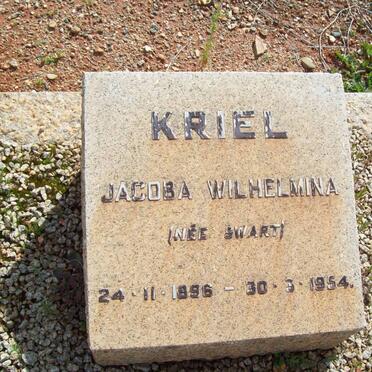 KRIEL
JACOBA WILHELMINA
(NÉE SWART)
24 · 11 · 1896 - 30 · 3 · 1954.